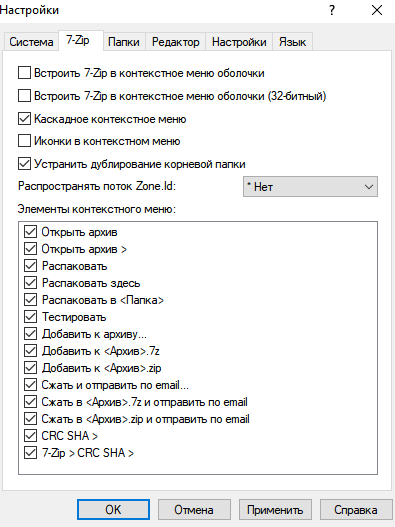 Настройки
Система 7-Zip Папки Редактор Настройки Язык
Встроить 7-Zip в контекстное меню оболочки
Встроить 7-Zip в контекстное меню оболочки (32-битный)
Каскадное контекстное меню
Иконки в контекстном меню
Устранить дублирование корневой папки
Распространять поток Zone.Id: * Нет
Элементы контекстного меню:
Открыть архив
Открыть архив >
Распаковать
Распаковать здесь
Распаковать в <Папка>
Тестировать
Добавить к архиву...
Добавить к <Архив>.7z
Добавить к <Архив>.zip
Сжать и отправить по email...
Сжать в <Архив>.7z и отправить по email
Сжать в <Архив>.zip и отправить по email
CRC SHA >
7-Zip > CRC SHA >
OK Отмена Применить Справка